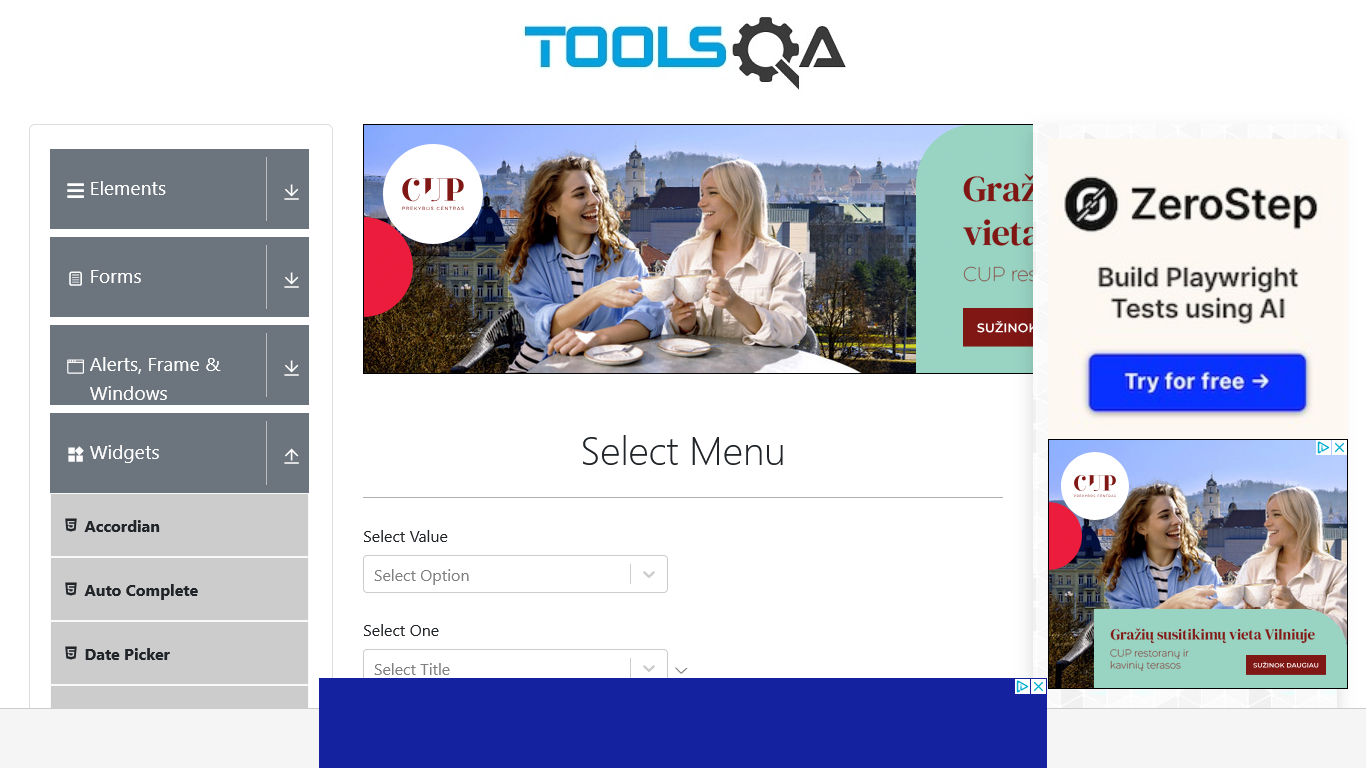 TOOLSQA
Elements
Forms
Alerts, Frame &
Windows
Widgets
Accordian
Auto Complete
Date Picker
CUP
PREKYBOS CENTRAS
Graž
vieta
CUP res
SUŽINOK
Select Menu
Select Value
Select Option
Select One
Select Title
ZeroStep
Build Playwright
Tests using AI
Try for free →
CUP
PREKYBOS CENTRAS
Gražių susitikimų vieta Vilniuje
CUP restoranų ir
kavinių terasos
SUŽINOK DAUGIAU